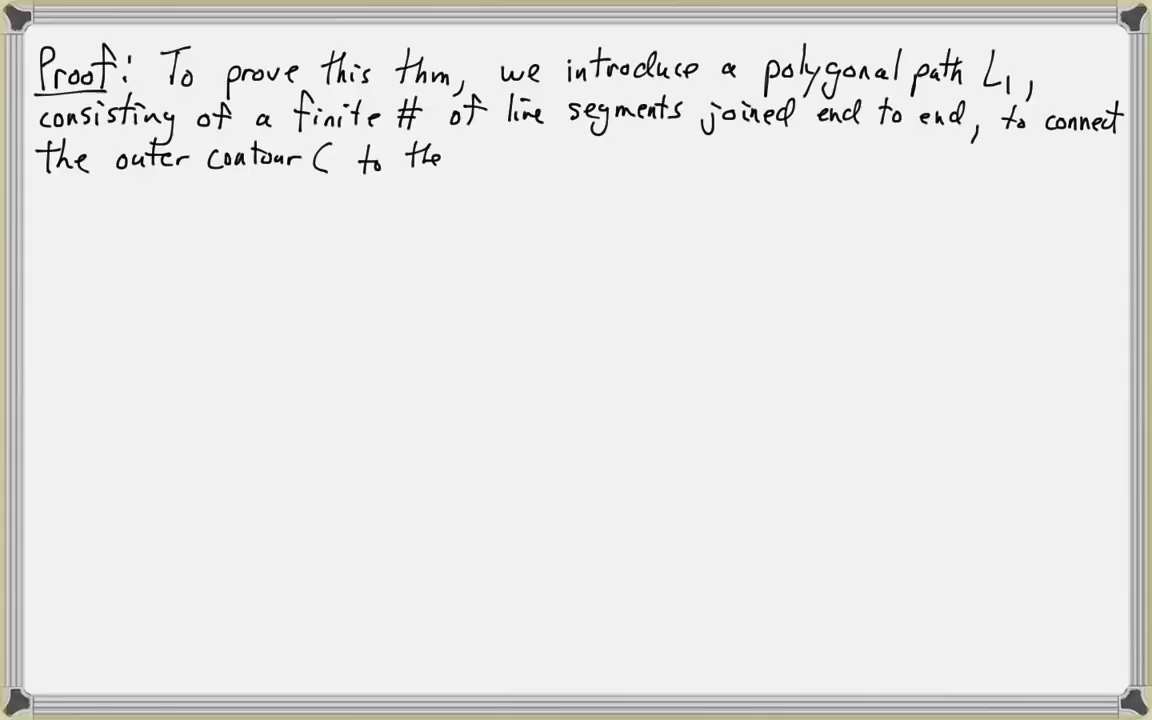 Proof: To prove this thm, we introduce a polygonal path L₁,
consisting of a finite # of line segments joined end to end, to connect
the outer contour C to the